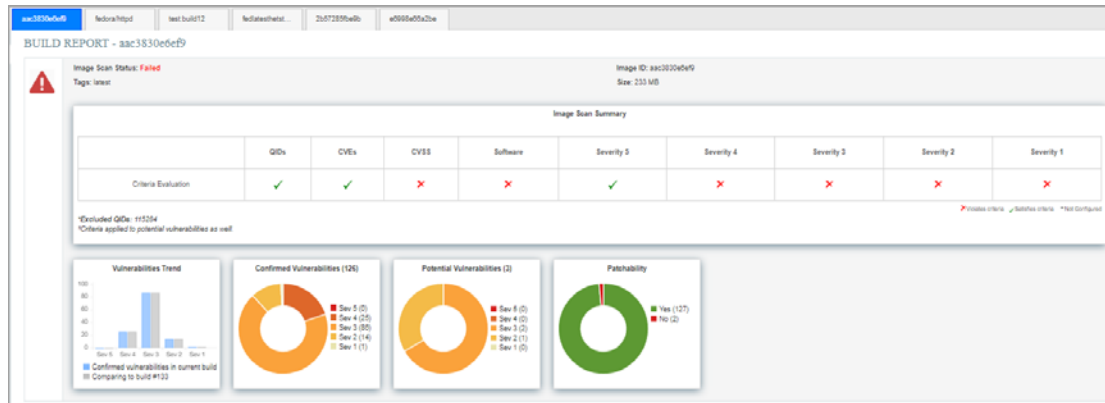 aac3830e6ef9
fedora/httpd
test:build12
fedlatesthetst...
2b57285fbe9b
e6998e66a2be
BUILD REPORT - aac3830e6ef9
Image Scan Status: Failed
Image ID: aac3830e6ef9
Tags: latest
Size: 233 MB
Image Scan Summary
QIDs CVEs CVSS Software Severity 5 Severity 4 Severity 3 Severity 2 Severity 1
Criteria Evaluation ✓ ✓ ✗ ✗ ✓ ✗ ✗ ✗ ✗
✗ Violates criteria ✓ Satisfies criteria *Not Configured
*Excluded QIDs: 115284
*Criteria applied to potential vulnerabilities as well.
Vulnerabilities Trend
100
80
60
40
20
0
Sev 5 Sev 4 Sev 3 Sev 2 Sev 1
Confirmed vulnerabilities in current build
Comparing to build #133
Confirmed Vulnerabilities (126)
Sev 5 (0)
Sev 4 (25)
Sev 3 (86)
Sev 2 (14)
Sev 1 (1)
Potential Vulnerabilities (3)
Sev 5 (0)
Sev 4 (0)
Sev 3 (2)
Sev 2 (1)
Sev 1 (0)
Patchability
Yes (127)
No (2)